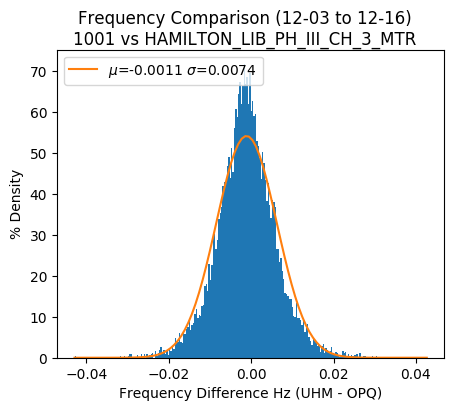 Frequency Comparison (12-03 to 12-16)
1001 vs HAMILTON_LIB_PH_III_CH_3_MTR
μ=-0.0011 σ=0.0074
% Density
70
60
50
40
30
20
10
0
−0.04 −0.02 0.00 0.02 0.04
Frequency Difference Hz (UHM - OPQ)